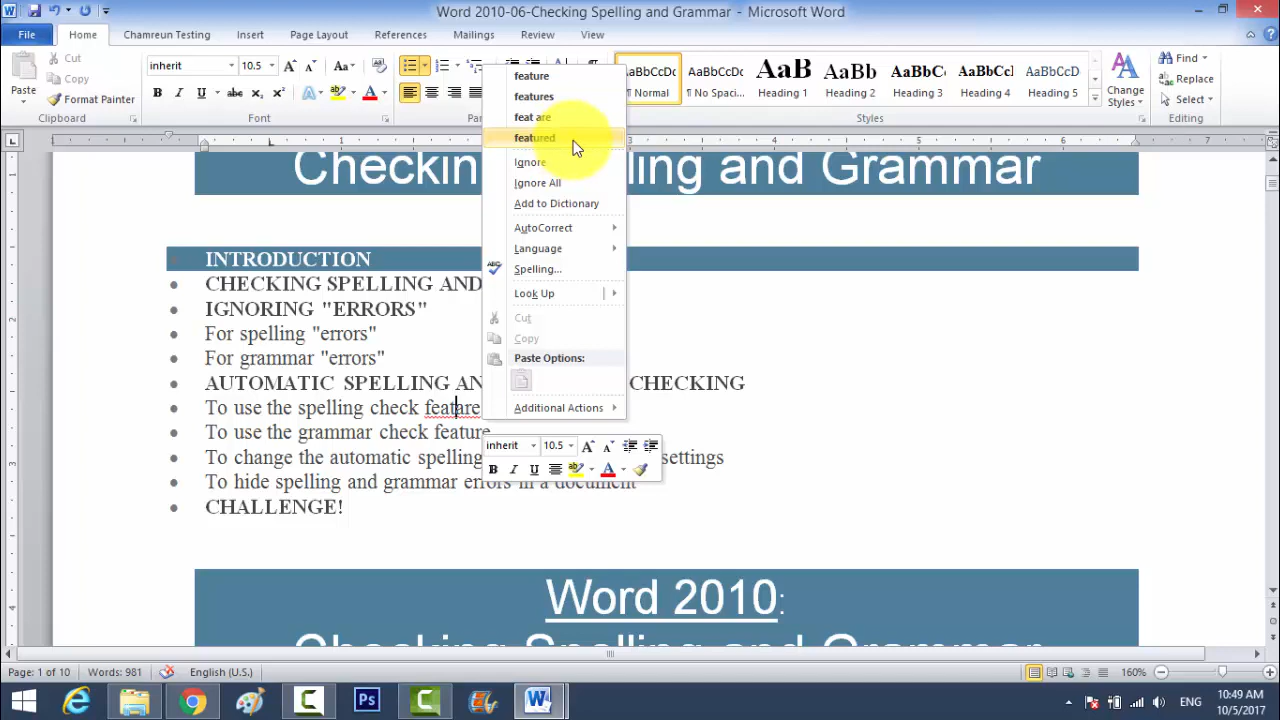 Word 2010-06-Checking Spelling and Grammar - Microsoft Word
File Home Chamreun Testing Insert Page Layout References Mailings Review View
Paste
Cut
Copy
Format Painter
Clipboard
inherit 10.5
AaBbCcDc AaBbCcDc AaBb AaBb( AaBbC AaBbCcI AaBbCcD
¶ Normal ¶ No Spaci... Heading 1 Heading 2 Heading 3 Heading 4 Heading 5
Change Styles
Styles
Find
Replace
Select
Editing
feature
features
feat are
featured
Ignore
Ignore All
Add to Dictionary
AutoCorrect
Language
Spelling...
Look Up
Cut
Copy
Paste Options:
Additional Actions
inherit 10.5
Grammar
INTRODUCTION
CHECKING SPELLING AND
IGNORING "ERRORS"
For spelling "errors"
For grammar "errors"
AUTOMATIC SPELLING AN CHECKING
To use the spelling check featare
To use the grammar check feature
To change the automatic spelling settings
To hide spelling and grammar errors in a document
CHALLENGE!
Word 2010:
Checking Spelling and Grammar
Page: 1 of 10 Words: 981 English (U.S.) 160%
ENG
10:49 AM
10/5/2017